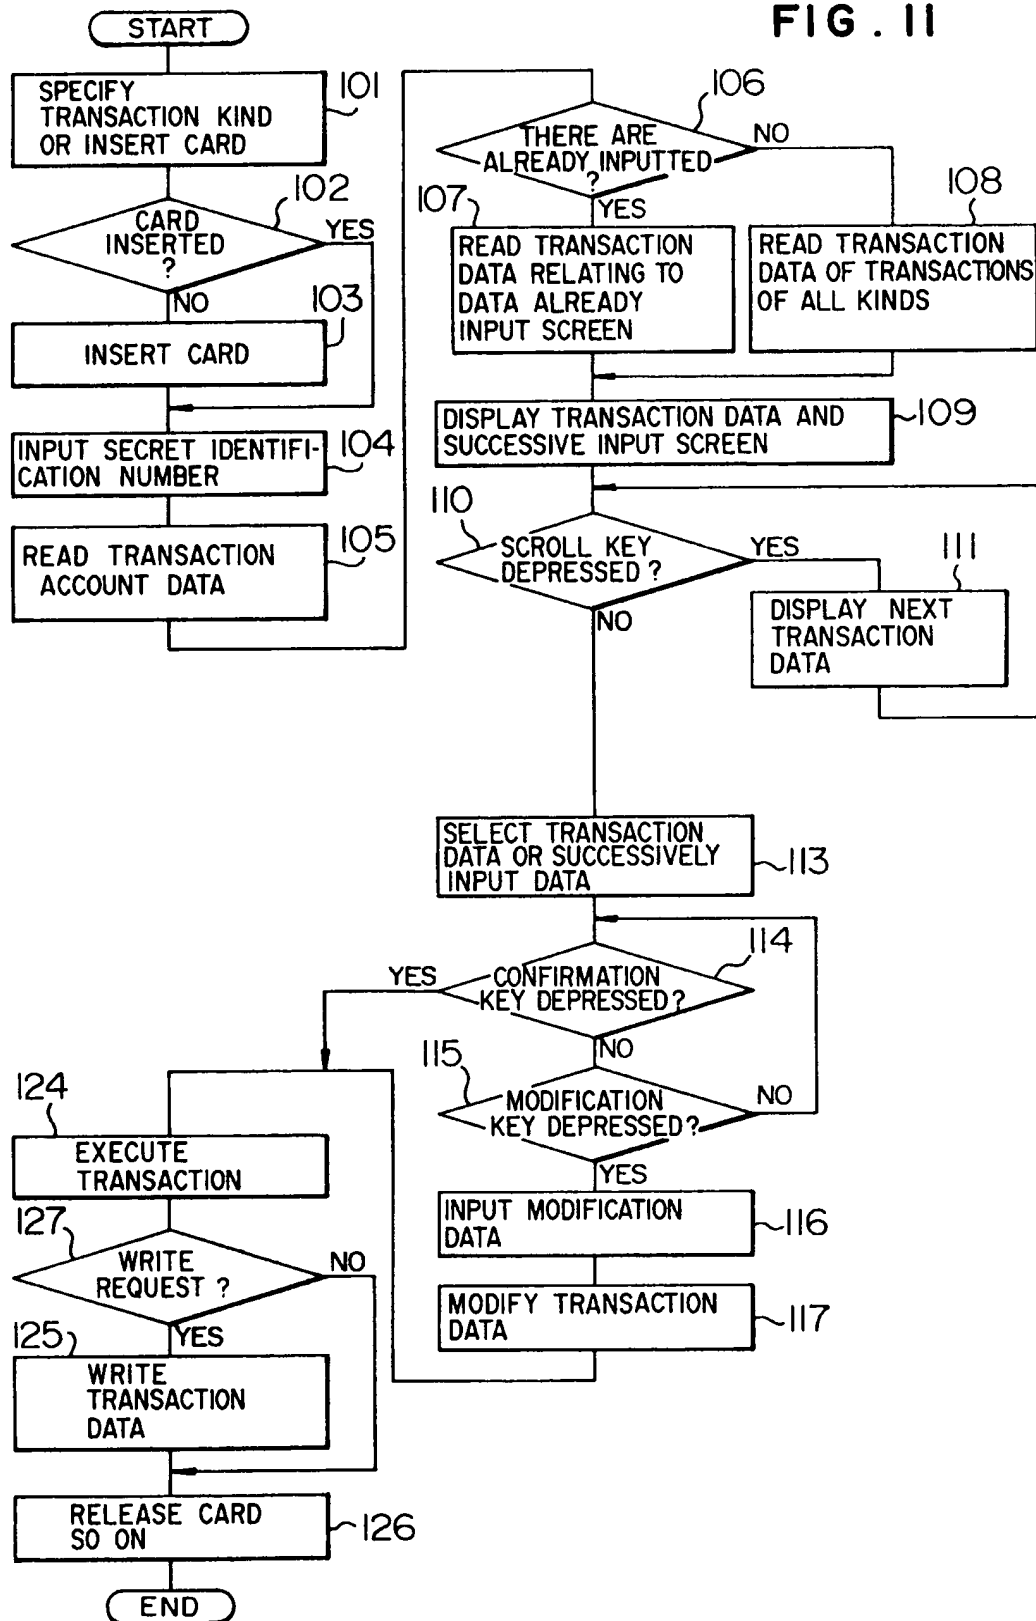 FIG. 11
START
SPECIFY
TRANSACTION KIND
OR INSERT CARD
101
102
CARD
INSERTED
?
YES
NO
103
INSERT CARD
INPUT SECRET IDENTIFI-
CATION NUMBER
104
READ TRANSACTION
ACCOUNT DATA
105
106
THERE ARE
ALREADY INPUTTED
?
NO
YES
107
READ TRANSACTION
DATA RELATING TO
DATA ALREADY
INPUT SCREEN
108
READ TRANSACTION
DATA OF TRANSACTIONS
OF ALL KINDS
DISPLAY TRANSACTION DATA AND
SUCCESSIVE INPUT SCREEN
109
110
SCROLL KEY
DEPRESSED ?
YES
NO
111
DISPLAY NEXT
TRANSACTION
DATA
SELECT TRANSACTION
DATA OR SUCCESSIVELY
INPUT DATA
113
114
CONFIRMATION
KEY DEPRESSED?
YES
NO
115
MODIFICATION
KEY DEPRESSED?
NO
YES
INPUT MODIFICATION
DATA
116
MODIFY TRANSACTION
DATA
117
124
EXECUTE
TRANSACTION
127
WRITE
REQUEST ?
NO
YES
125
WRITE
TRANSACTION
DATA
RELEASE CARD
SO ON
126
END